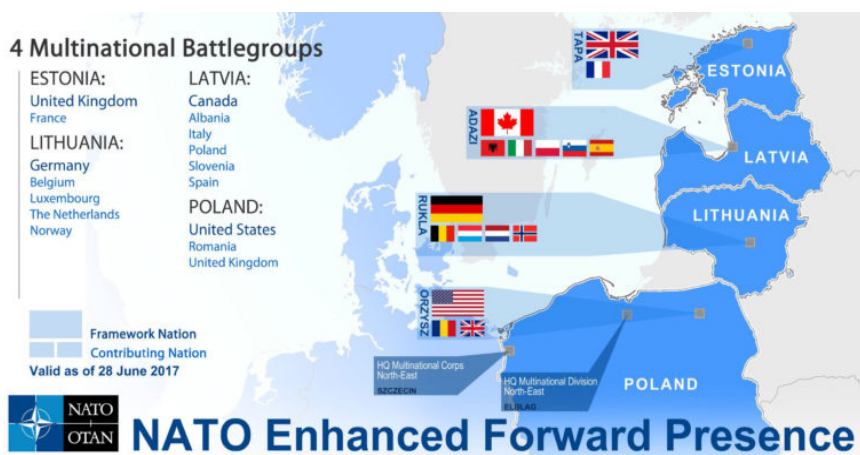 4 Multinational Battlegroups
ESTONIA:
United Kingdom
France
LITHUANIA:
Germany
Belgium
Luxembourg
The Netherlands
Norway
LATVIA:
Canada
Albania
Italy
Poland
Slovenia
Spain
POLAND:
United States
Romania
United Kingdom
Framework Nation
Contributing Nation
Valid as of 28 June 2017
TAPA
ESTONIA
ADAZI
LATVIA
RUKLA
LITHUANIA
ORZYSZ
HQ Multinational Corps
North-East
SZCZECIN
HQ Multinational Division
North-East
ELBLAG
POLAND
NATO
OTAN
NATO Enhanced Forward Presence